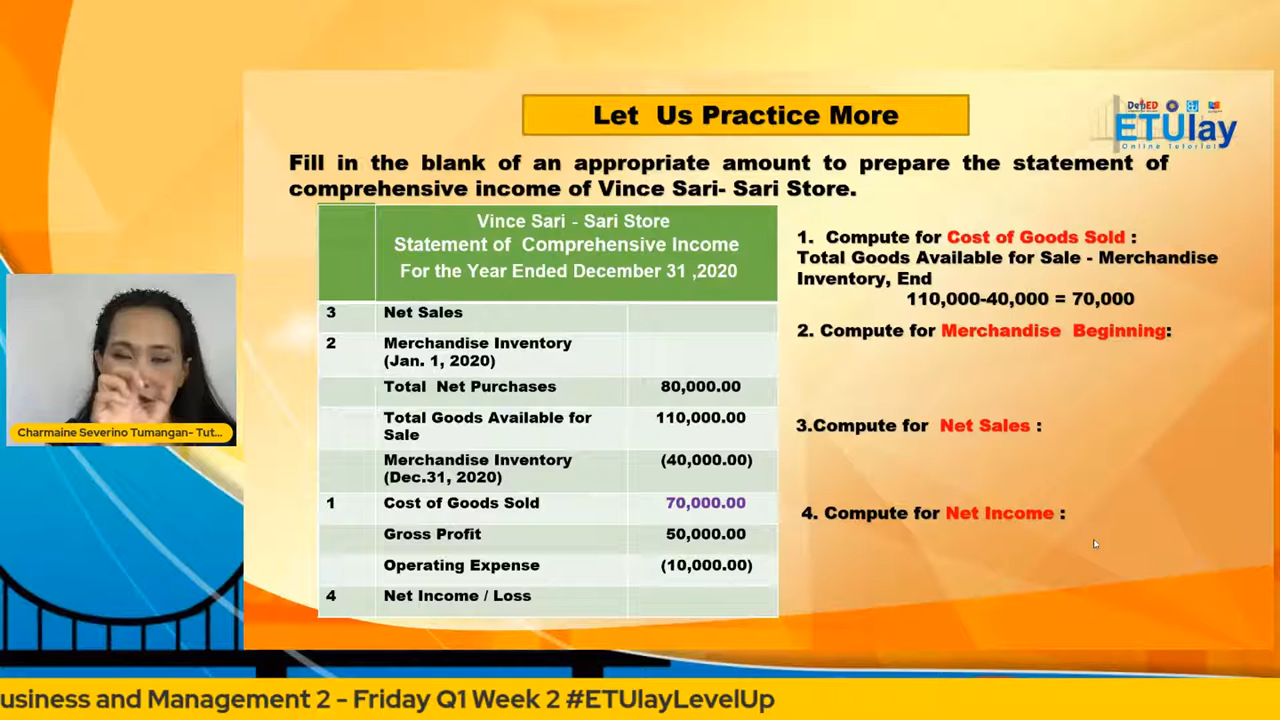 Let Us Practice More
DepED
ETUlay
Online Tutorial
Fill in the blank of an appropriate amount to prepare the statement of
comprehensive income of Vince Sari- Sari Store.
Vince Sari - Sari Store
Statement of Comprehensive Income
For the Year Ended December 31 ,2020
3 Net Sales
2 Merchandise Inventory
(Jan. 1, 2020)
Total Net Purchases 80,000.00
Total Goods Available for 110,000.00
Sale
Merchandise Inventory (40,000.00)
(Dec.31, 2020)
1 Cost of Goods Sold 70,000.00
Gross Profit 50,000.00
Operating Expense (10,000.00)
4 Net Income / Loss
1. Compute for Cost of Goods Sold :
Total Goods Available for Sale - Merchandise
Inventory, End
110,000-40,000 = 70,000
2. Compute for Merchandise Beginning:
3.Compute for Net Sales :
4. Compute for Net Income :
Charmaine Severino Tumangan- Tut...
usiness and Management 2 - Friday Q1 Week 2 #ETUlayLevelUp